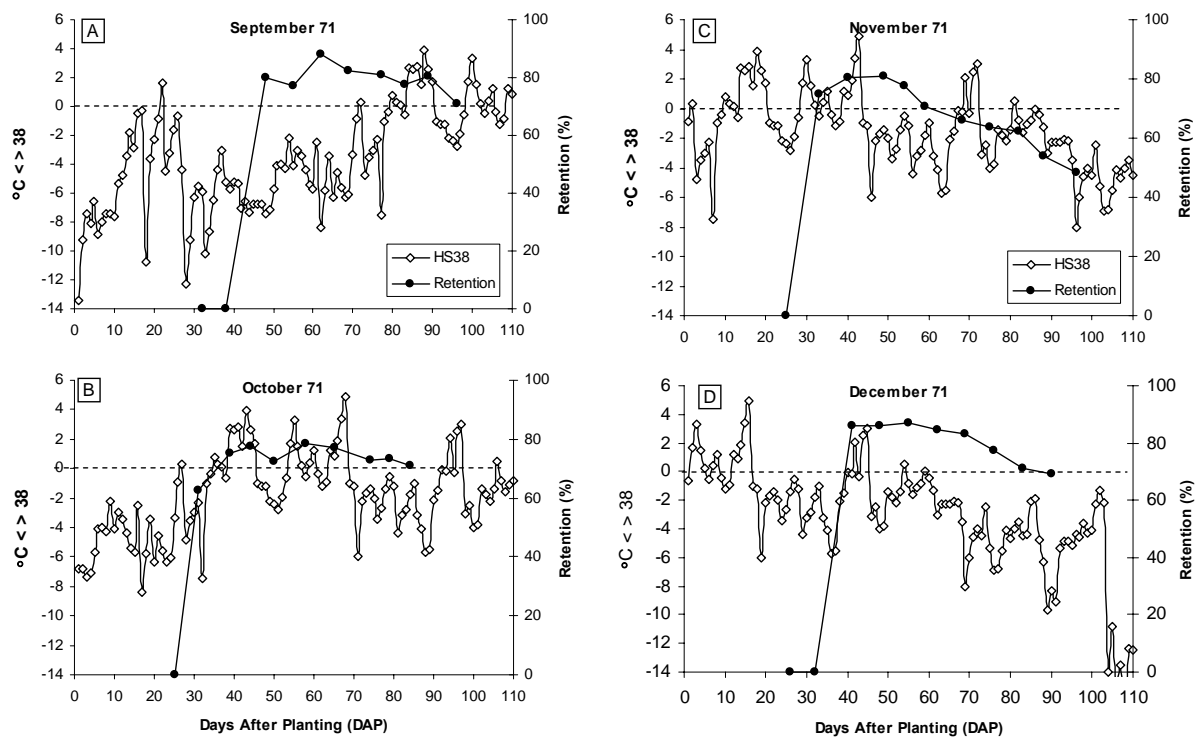 A
September 71
6
4
2
0
-2
-4
-6
-8
-10
-12
-14
°C < > 38
100
80
60
40
20
0
Retention (%)
HS38
Retention
0 10 20 30 40 50 60 70 80 90 100 110
C
November 71
6
4
2
0
-2
-4
-6
-8
-10
-12
-14
°C < > 38
100
80
60
40
20
0
Retention (%)
HS38
Retention
0 10 20 30 40 50 60 70 80 90 100 110
B
October 71
6
4
2
0
-2
-4
-6
-8
-10
-12
-14
°C < > 38
100
80
60
40
20
0
Retention (%)
0 10 20 30 40 50 60 70 80 90 100 110
Days After Planting (DAP)
D
December 71
6
4
2
0
-2
-4
-6
-8
-10
-12
-14
°C < > 38
100
80
60
40
20
0
Retention (%)
0 10 20 30 40 50 60 70 80 90 100 110
Days After Planting (DAP)